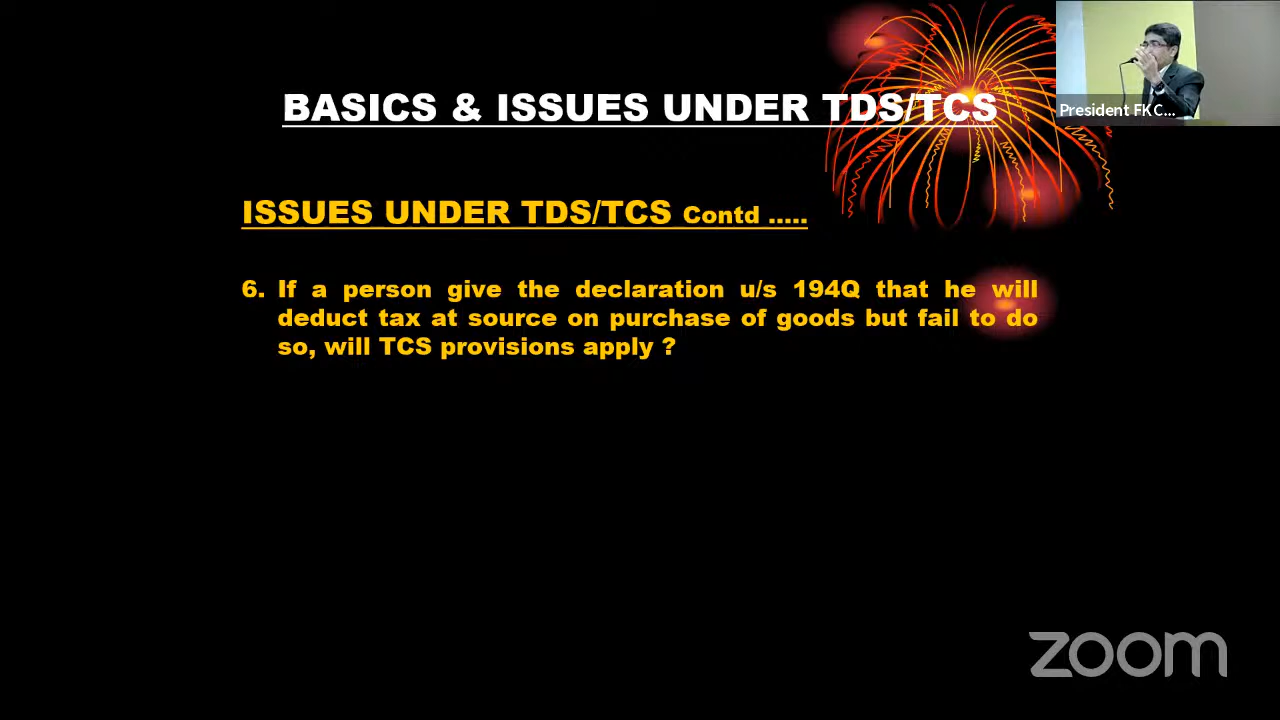 BASICS & ISSUES UNDER TDS/TCS
President FKC...
ISSUES UNDER TDS/TCS Contd .....
6. If a person give the declaration u/s 194Q that he will
deduct tax at source on purchase of goods but fail to do
so, will TCS provisions apply ?
zoom